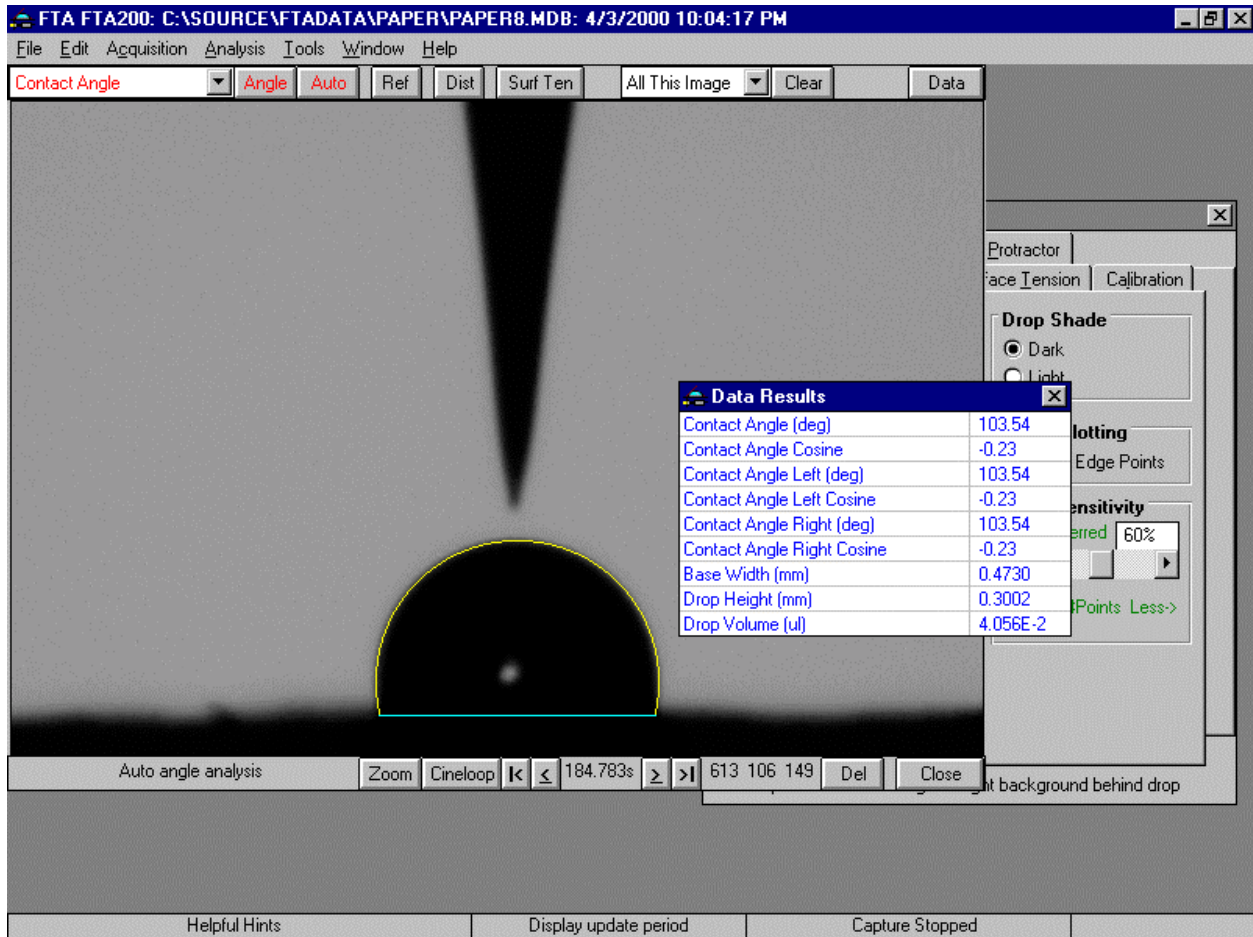 FTA FTA200: C:\SOURCE\FTADATA\PAPER\PAPER8.MDB: 4/3/2000 10:04:17 PM
File Edit Acquisition Analysis Tools Window Help
Contact Angle Angle Auto Ref Dist Surf Ten All This Image Clear Data
Protractor
face Tension Calibration
Drop Shade
Dark
Light
Data Results
Contact Angle (deg) 103.54
Contact Angle Cosine -0.23
Contact Angle Left (deg) 103.54
Contact Angle Left Cosine -0.23
Contact Angle Right (deg) 103.54
Contact Angle Right Cosine -0.23
Base Width (mm) 0.4730
Drop Height (mm) 0.3002
Drop Volume (ul) 4.056E-2
lotting
Edge Points
ensitivity
erred 60%
Points Less->
Auto angle analysis Zoom Cineloop |< < 184.783s > >| 613 106 149 Del Close
ht background behind drop
Helpful Hints Display update period Capture Stopped